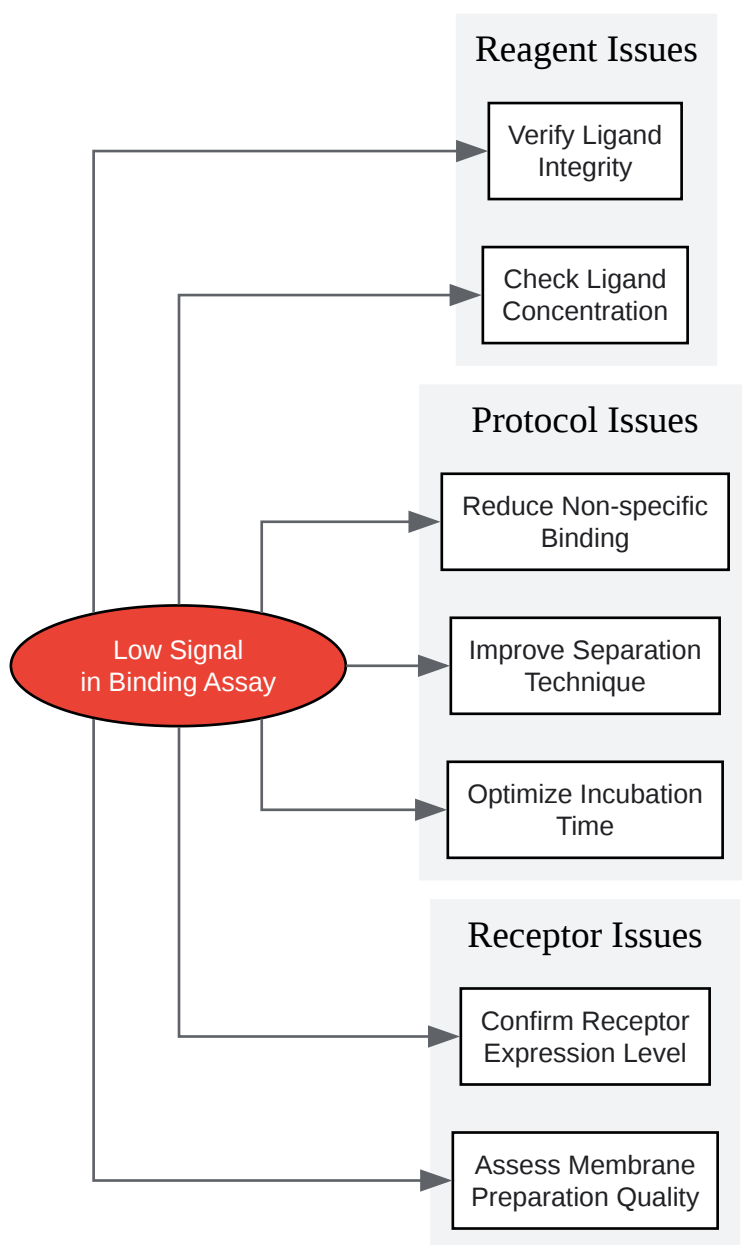 Reagent Issues
Verify Ligand
Integrity
Check Ligand
Concentration
Protocol Issues
Reduce Non-specific
Binding
Low Signal
in Binding Assay
Improve Separation
Technique
Optimize Incubation
Time
Receptor Issues
Confirm Receptor
Expression Level
Assess Membrane
Preparation Quality